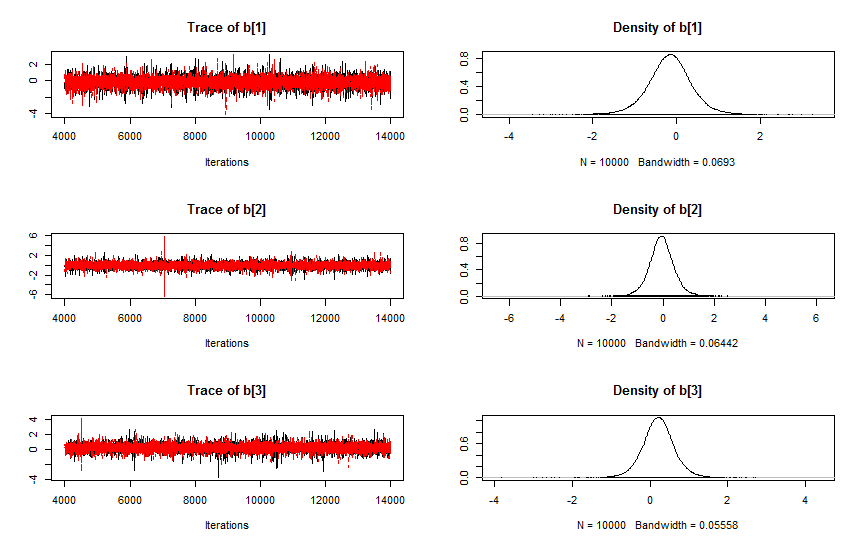 Trace of b[1]
2
0
-4
4000 6000 8000 10000 12000 14000
Iterations
Density of b[1]
0.8
0.4
0.0
-4 -2 0 2
N = 10000 Bandwidth = 0.0693
Trace of b[2]
6
2
-2
-6
4000 6000 8000 10000 12000 14000
Iterations
Density of b[2]
0.8
0.4
0.0
-6 -4 -2 0 2 4 6
N = 10000 Bandwidth = 0.06442
Trace of b[3]
4
2
0
-4
4000 6000 8000 10000 12000 14000
Iterations
Density of b[3]
0.6
0.0
-4 -2 0 2 4
N = 10000 Bandwidth = 0.05558